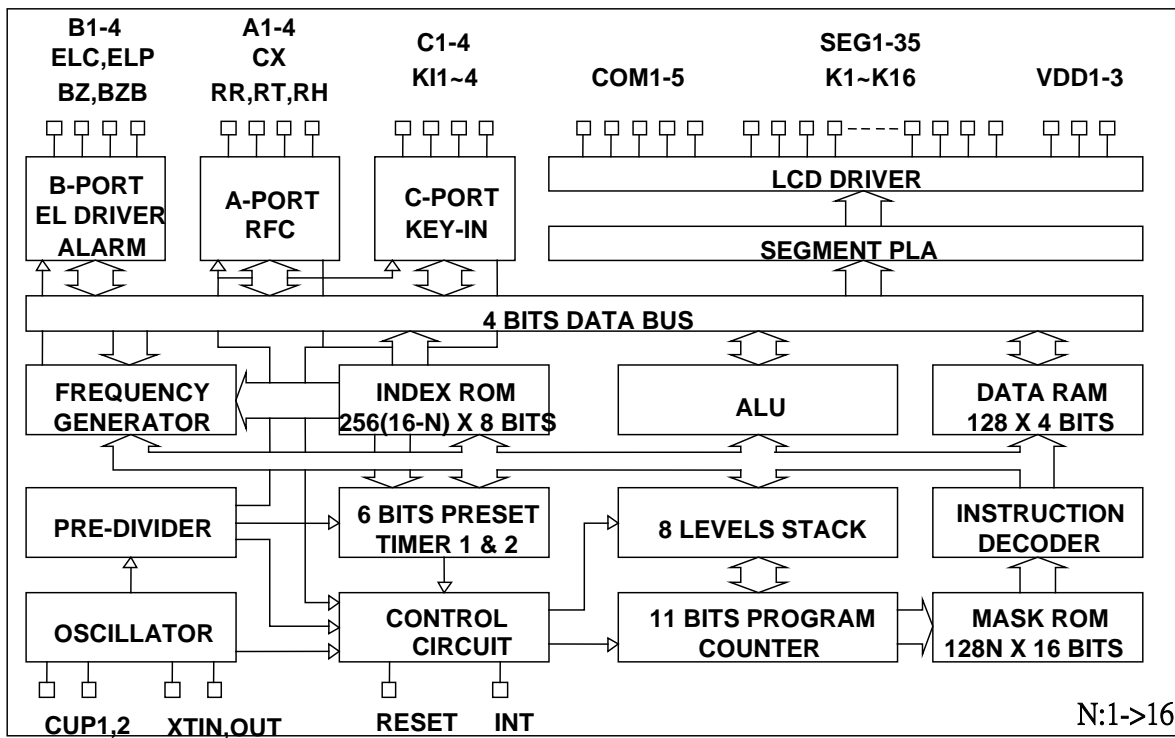 B1-4
ELC,ELP
BZ,BZB
A1-4
CX
RR,RT,RH
C1-4
KI1~4
COM1-5
SEG1-35
K1~K16
VDD1-3
B-PORT
EL DRIVER
ALARM
A-PORT
RFC
C-PORT
KEY-IN
LCD DRIVER
SEGMENT PLA
4 BITS DATA BUS
FREQUENCY
GENERATOR
INDEX ROM
256(16-N) X 8 BITS
ALU
DATA RAM
128 X 4 BITS
PRE-DIVIDER
6 BITS PRESET
TIMER 1 & 2
8 LEVELS STACK
INSTRUCTION
DECODER
OSCILLATOR
CONTROL
CIRCUIT
11 BITS PROGRAM
COUNTER
MASK ROM
128N X 16 BITS
CUP1,2
XTIN,OUT
RESET
INT
N:1->16